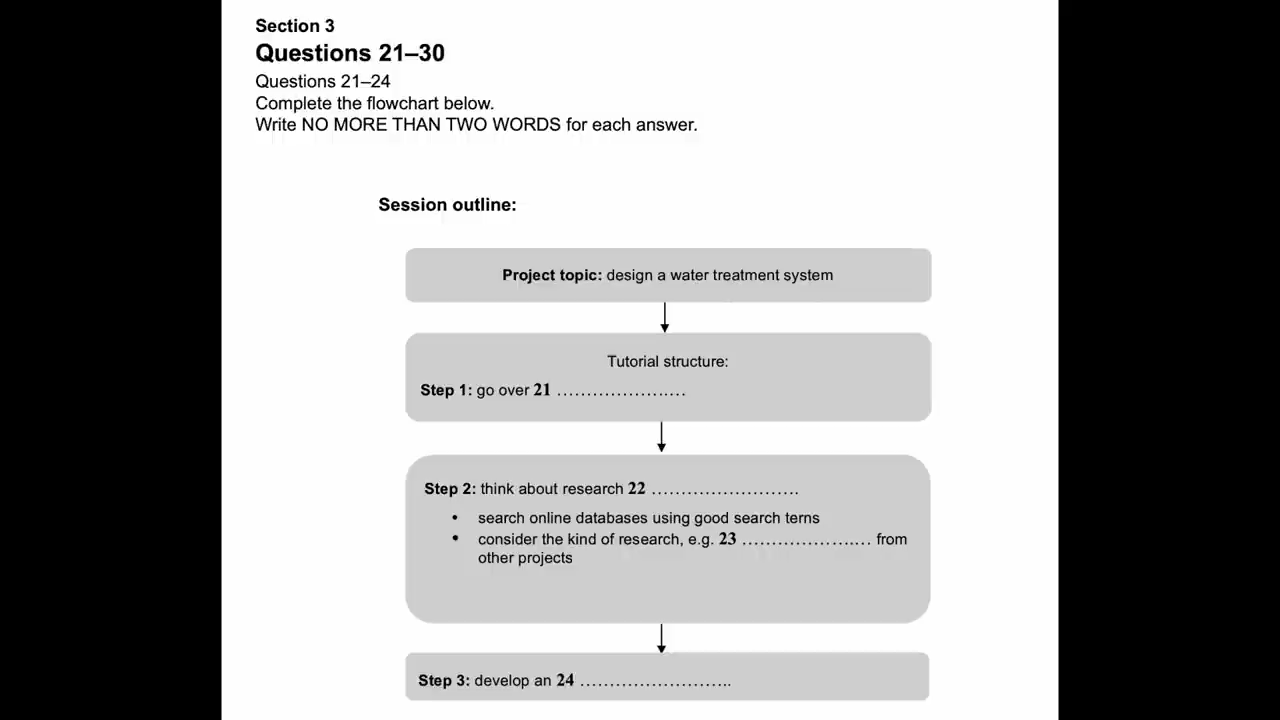 Section 3
Questions 21–30
Questions 21–24
Complete the flowchart below.
Write NO MORE THAN TWO WORDS for each answer.
Session outline:
Project topic: design a water treatment system
Tutorial structure:
Step 1: go over 21 ......................
Step 2: think about research 22 .........................
• search online databases using good search terns
• consider the kind of research, e.g. 23 ...................... from
other projects
Step 3: develop an 24 ..........................